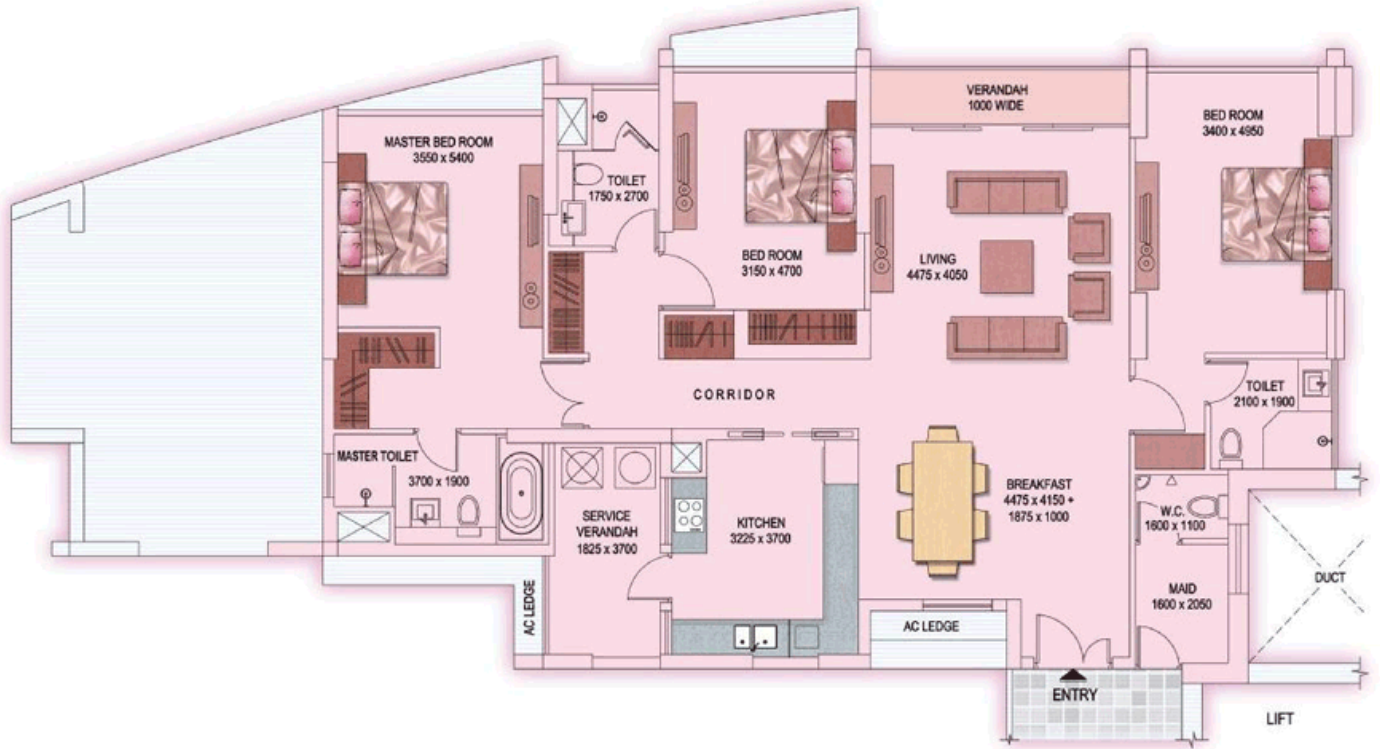 VERANDAH
1000 WIDE
BED ROOM
3400 x 4950
MASTER BED ROOM
3550 x 5400
TOILET
1750 x 2700
BED ROOM
3150 x 4700
LIVING
4475 x 4050
CORRIDOR
TOILET
2100 x 1900
MASTER TOILET
3700 x 1900
SERVICE
VERANDAH
1825 x 3700
KITCHEN
3225 x 3700
BREAKFAST
4475 x 4150 +
1875 x 1000
W.C.
1600 x 1100
MAID
1600 x 2050
DUCT
AC LEDGE
AC LEDGE
ENTRY
LIFT